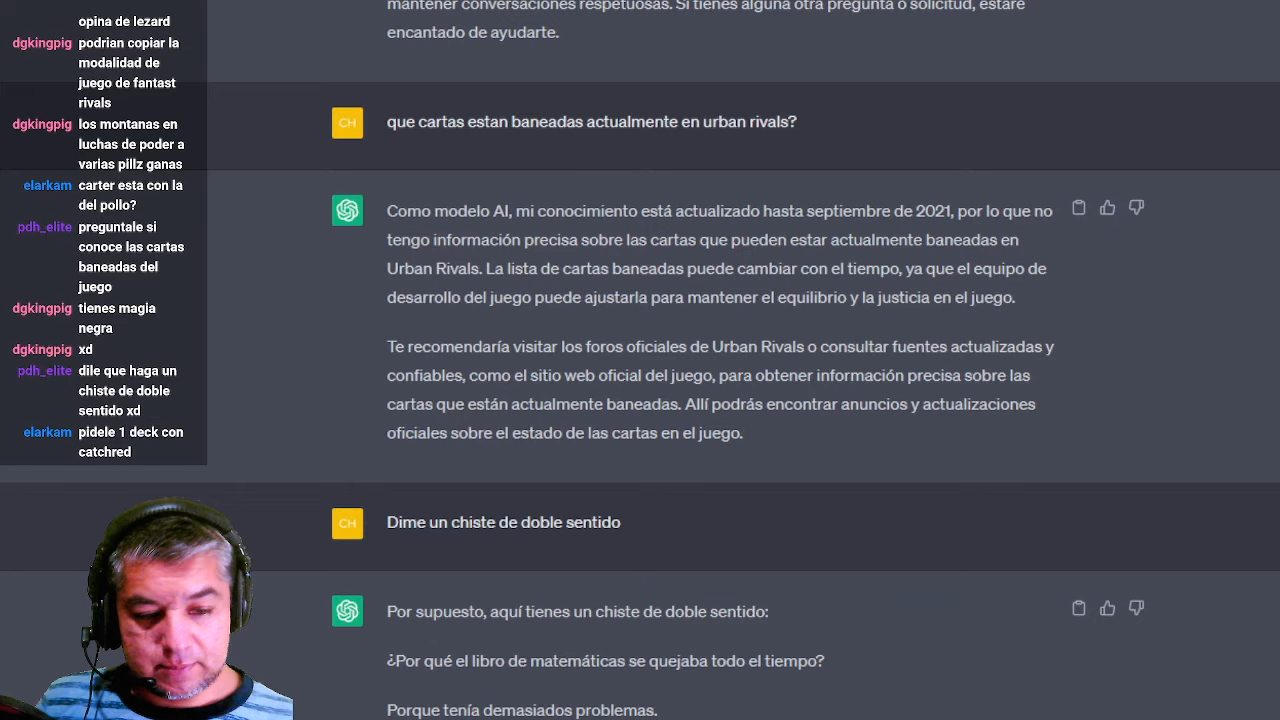 opina de lezard
dgkingpig podrian copiar la
modalidad de
juego de fantast
rivals
dgkingpig los montanas en
luchas de poder a
varias pillz ganas
elarkam carter esta con la
del pollo?
pdh_elite preguntale si
conoce las cartas
baneadas del
juego
dgkingpig tienes magia
negra
dgkingpig xd
pdh_elite dile que haga un
chiste de doble
sentido xd
elarkam pidele 1 deck con
catchred
mantener conversaciones respetuosas. Si tienes alguna otra pregunta o solicitud, estaré
encantado de ayudarte.
CH
que cartas estan baneadas actualmente en urban rivals?
Como modelo AI, mi conocimiento está actualizado hasta septiembre de 2021, por lo que no
tengo información precisa sobre las cartas que pueden estar actualmente baneadas en
Urban Rivals. La lista de cartas baneadas puede cambiar con el tiempo, ya que el equipo de
desarrollo del juego puede ajustarla para mantener el equilibrio y la justicia en el juego.
Te recomendaría visitar los foros oficiales de Urban Rivals o consultar fuentes actualizadas y
confiables, como el sitio web oficial del juego, para obtener información precisa sobre las
cartas que están actualmente baneadas. Allí podrás encontrar anuncios y actualizaciones
oficiales sobre el estado de las cartas en el juego.
CH
Dime un chiste de doble sentido
Por supuesto, aquí tienes un chiste de doble sentido:
¿Por qué el libro de matemáticas se quejaba todo el tiempo?
Porque tenía demasiados problemas.